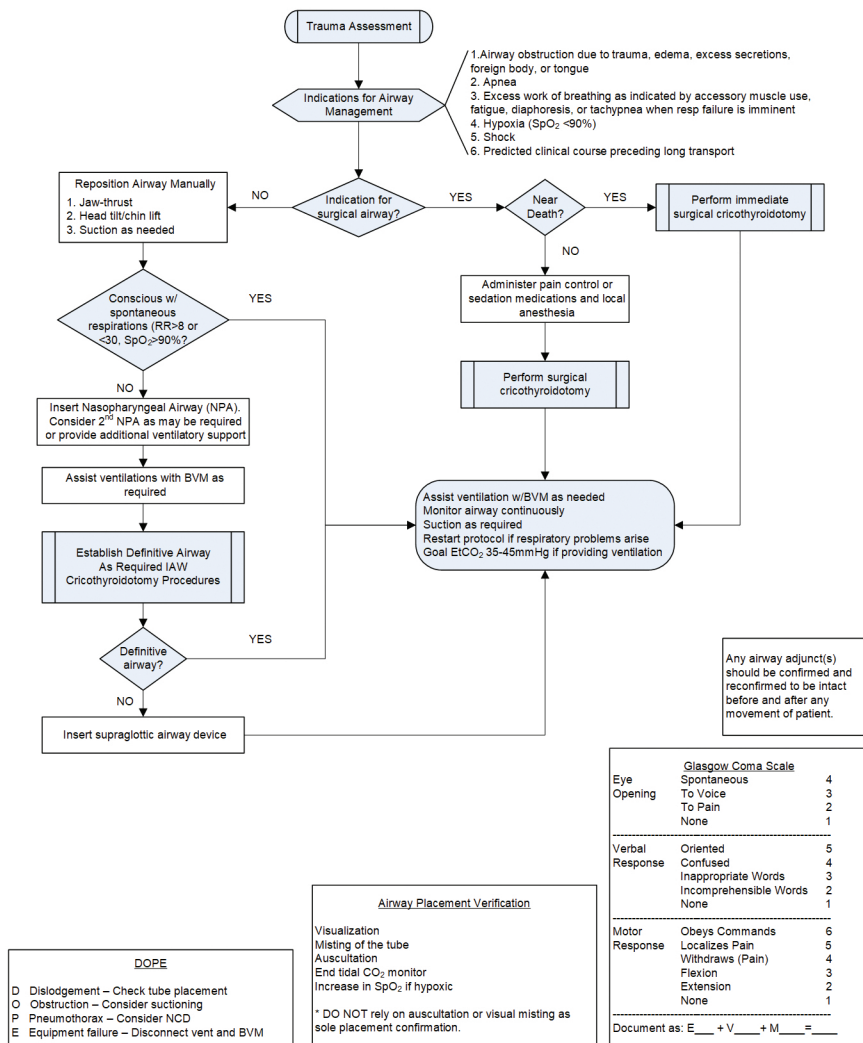 Trauma Assessment
Indications for Airway
Management
1.Airway obstruction due to trauma, edema, excess secretions,
foreign body, or tongue
2. Apnea
3. Excess work of breathing as indicated by accessory muscle use,
fatigue, diaphoresis, or tachypnea when resp failure is imminent
4. Hypoxia (SpO₂ <90%)
5. Shock
6. Predicted clinical course preceding long transport
Indication for
surgical airway?
NO
YES
Reposition Airway Manually
1. Jaw-thrust
2. Head tilt/chin lift
3. Suction as needed
Near
Death?
YES
NO
Perform immediate
surgical cricothyroidotomy
Administer pain control or
sedation medications and local
anesthesia
Perform surgical
cricothyroidotomy
Conscious w/
spontaneous
respirations (RR>8 or
<30, SpO₂>90%?
YES
NO
Insert Nasopharyngeal Airway (NPA).
Consider 2nd NPA as may be required
or provide additional ventilatory support
Assist ventilations with BVM as
required
Establish Definitive Airway
As Required IAW
Cricothyroidotomy Procedures
Definitive
airway?
YES
NO
Insert supraglottic airway device
Assist ventilation w/BVM as needed
Monitor airway continuously
Suction as required
Restart protocol if respiratory problems arise
Goal EtCO₂ 35-45mmHg if providing ventilation
Any airway adjunct(s)
should be confirmed and
reconfirmed to be intact
before and after any
movement of patient.
DOPE
D Dislodgement – Check tube placement
O Obstruction – Consider suctioning
P Pneumothorax – Consider NCD
E Equipment failure – Disconnect vent and BVM
Airway Placement Verification
Visualization
Misting of the tube
Auscultation
End tidal CO₂ monitor
Increase in SpO₂ if hypoxic
* DO NOT rely on auscultation or visual misting as
sole placement confirmation.
Glasgow Coma Scale
Eye Spontaneous 4
Opening To Voice 3
To Pain 2
None 1
Verbal Oriented 5
Response Confused 4
Inappropriate Words 3
Incomprehensible Words 2
None 1
Motor Obeys Commands 6
Response Localizes Pain 5
Withdraws (Pain) 4
Flexion 3
Extension 2
None 1
Document as: E___ + V____+ M____=____